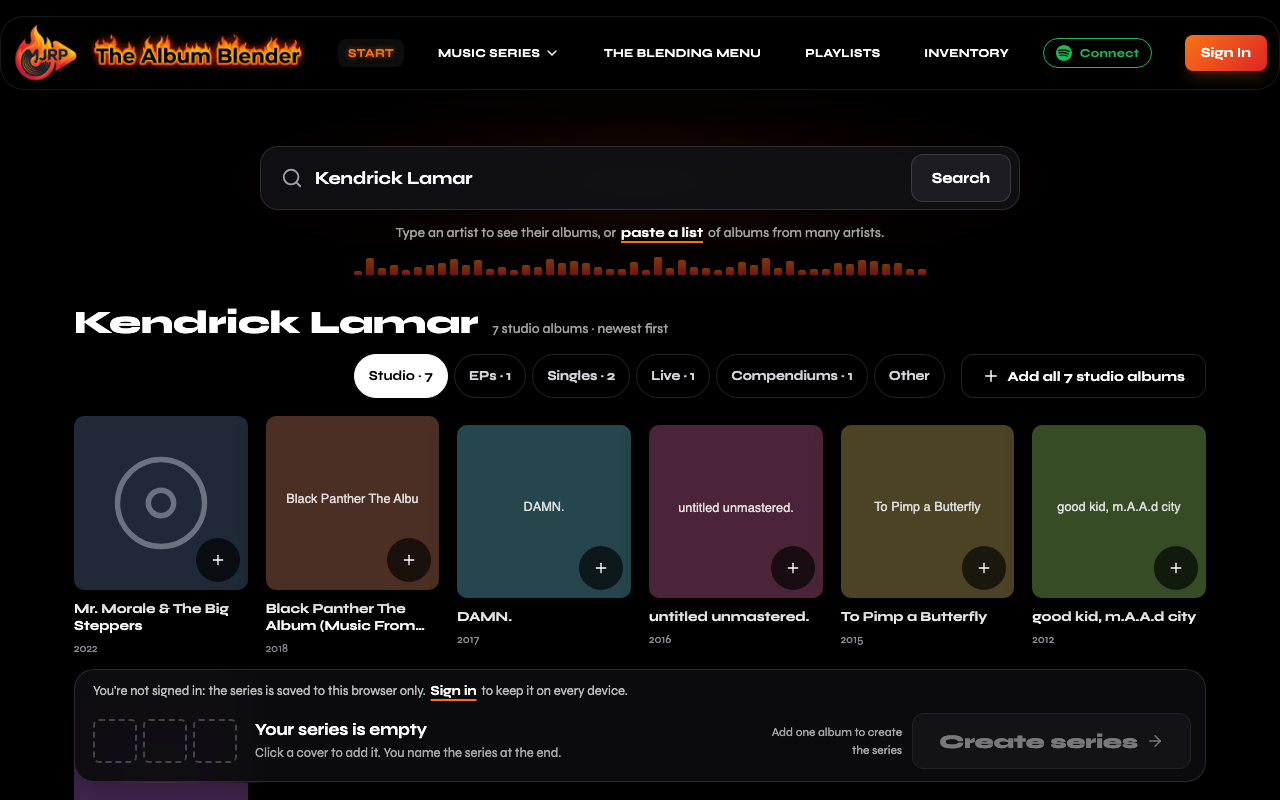 JRP The Album Blender
START
MUSIC SERIES
THE BLENDING MENU
PLAYLISTS
INVENTORY
Connect
Sign In
Kendrick Lamar
Search
Type an artist to see their albums, or paste a list of albums from many artists.
Kendrick Lamar
7 studio albums · newest first
Studio · 7
EPs · 1
Singles · 2
Live · 1
Compendiums · 1
Other
+ Add all 7 studio albums
Black Panther The Albu
DAMN.
untitled unmastered.
To Pimp a Butterfly
good kid, m.A.A.d city
Mr. Morale & The Big
Steppers
2022
Black Panther The
Album (Music From...
2018
DAMN.
2017
untitled unmastered.
2016
To Pimp a Butterfly
2015
good kid, m.A.A.d city
2012
You're not signed in: the series is saved to this browser only. Sign in to keep it on every device.
Your series is empty
Click a cover to add it. You name the series at the end.
Add one album to create
the series
Create series →